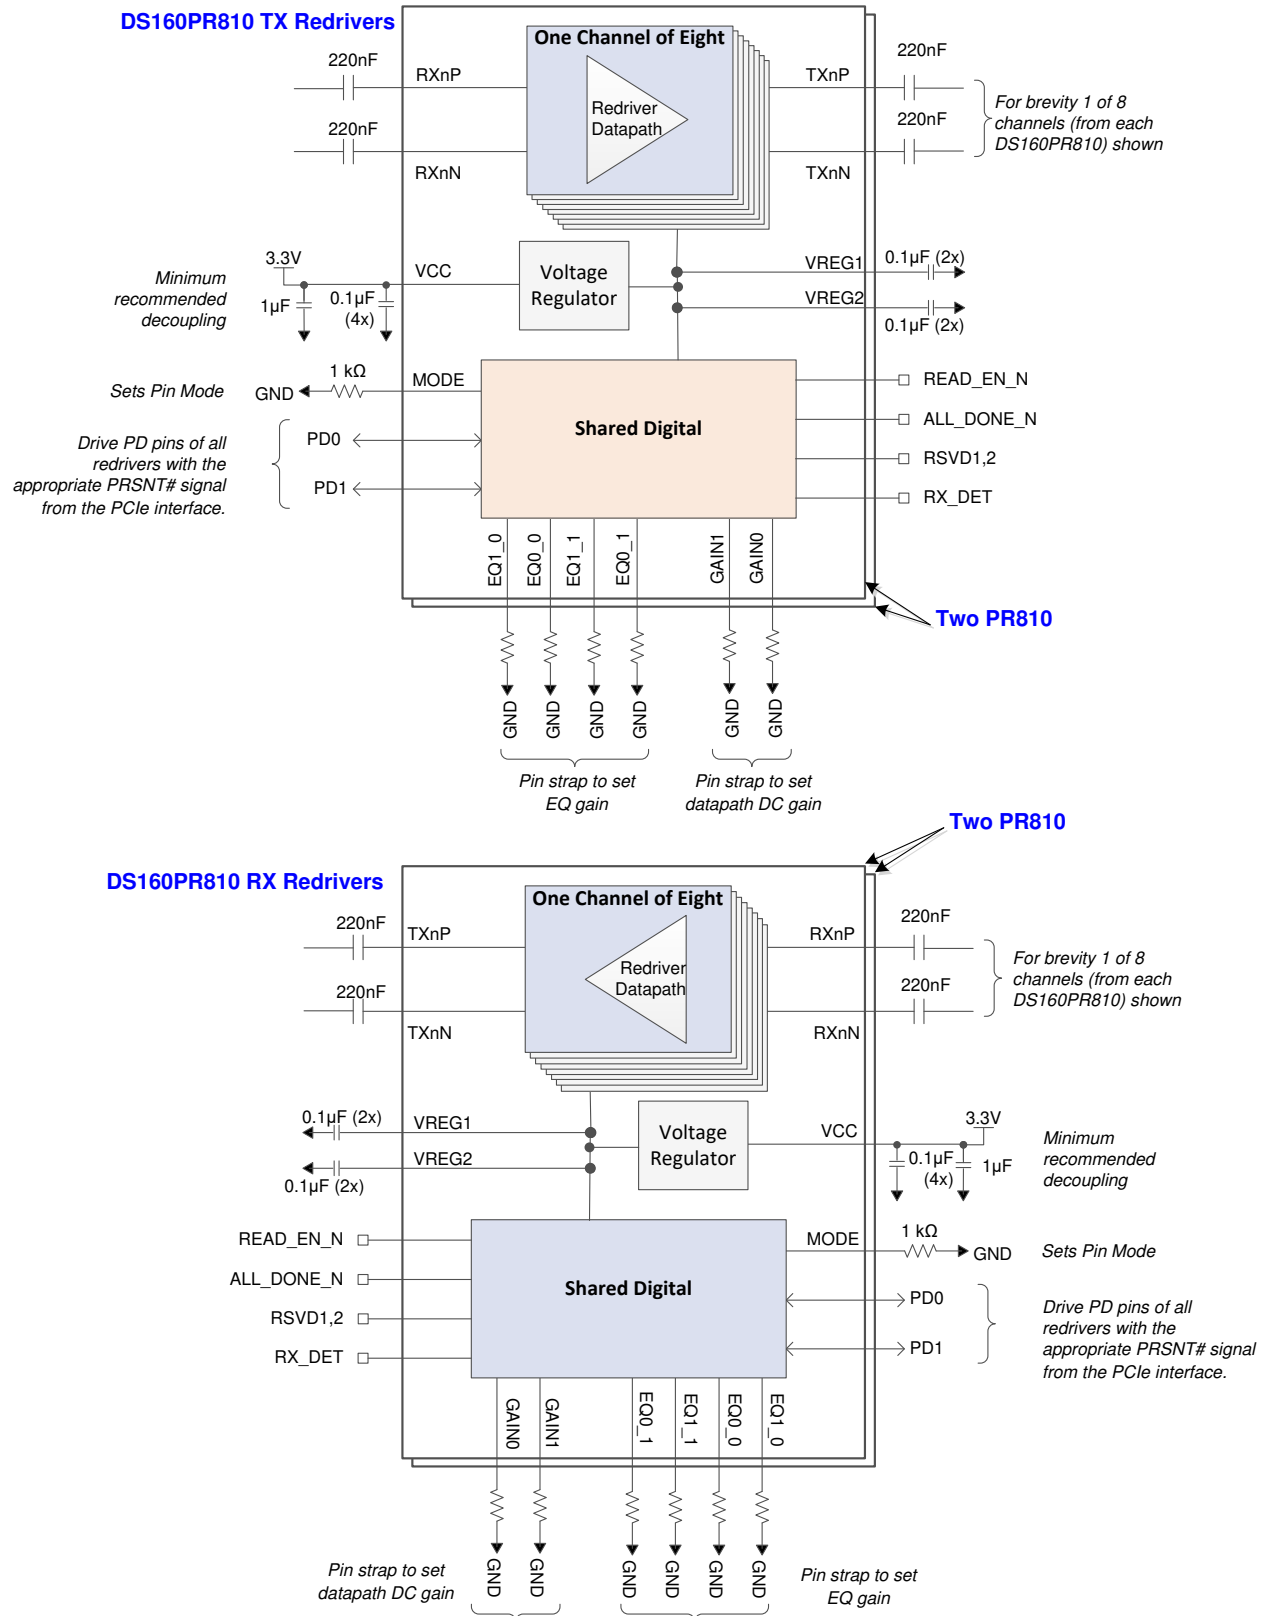 DS160PR810 TX Redrivers
One Channel of Eight
220nF
RXnP
TXnP
220nF
Redriver
Datapath
For brevity 1 of 8
channels (from each
DS160PR810) shown
220nF
220nF
RXnN
TXnN
Minimum
recommended
decoupling
3.3V
1µF
0.1µF
(4x)
VCC
Voltage
Regulator
VREG1
0.1µF (2x)
VREG2
0.1µF (2x)
Sets Pin Mode
GND
1 kΩ
MODE
Shared Digital
READ_EN_N
ALL_DONE_N
RSVD1,2
RX_DET
Drive PD pins of all
redrivers with the
appropriate PRSNT# signal
from the PCIe interface.
PD0
PD1
EQ1_0
EQ0_0
EQ1_1
EQ0_1
GAIN1
GAIN0
Two PR810
GND
GND
GND
GND
GND
GND
Pin strap to set
EQ gain
Pin strap to set
datapath DC gain
Two PR810
DS160PR810 RX Redrivers
One Channel of Eight
220nF
TXnP
RXnP
220nF
Redriver
Datapath
For brevity 1 of 8
channels (from each
DS160PR810) shown
220nF
220nF
TXnN
RXnN
0.1µF (2x)
VREG1
VREG2
0.1µF (2x)
Voltage
Regulator
VCC
3.3V
0.1µF
(4x)
1µF
Minimum
recommended
decoupling
READ_EN_N
ALL_DONE_N
RSVD1,2
RX_DET
Shared Digital
MODE
1 kΩ
GND
Sets Pin Mode
PD0
PD1
Drive PD pins of all
redrivers with the
appropriate PRSNT# signal
from the PCIe interface.
GAIN0
GAIN1
EQ0_1
EQ1_1
EQ0_0
EQ1_0
GND
GND
GND
GND
GND
GND
Pin strap to set
datapath DC gain
Pin strap to set
EQ gain